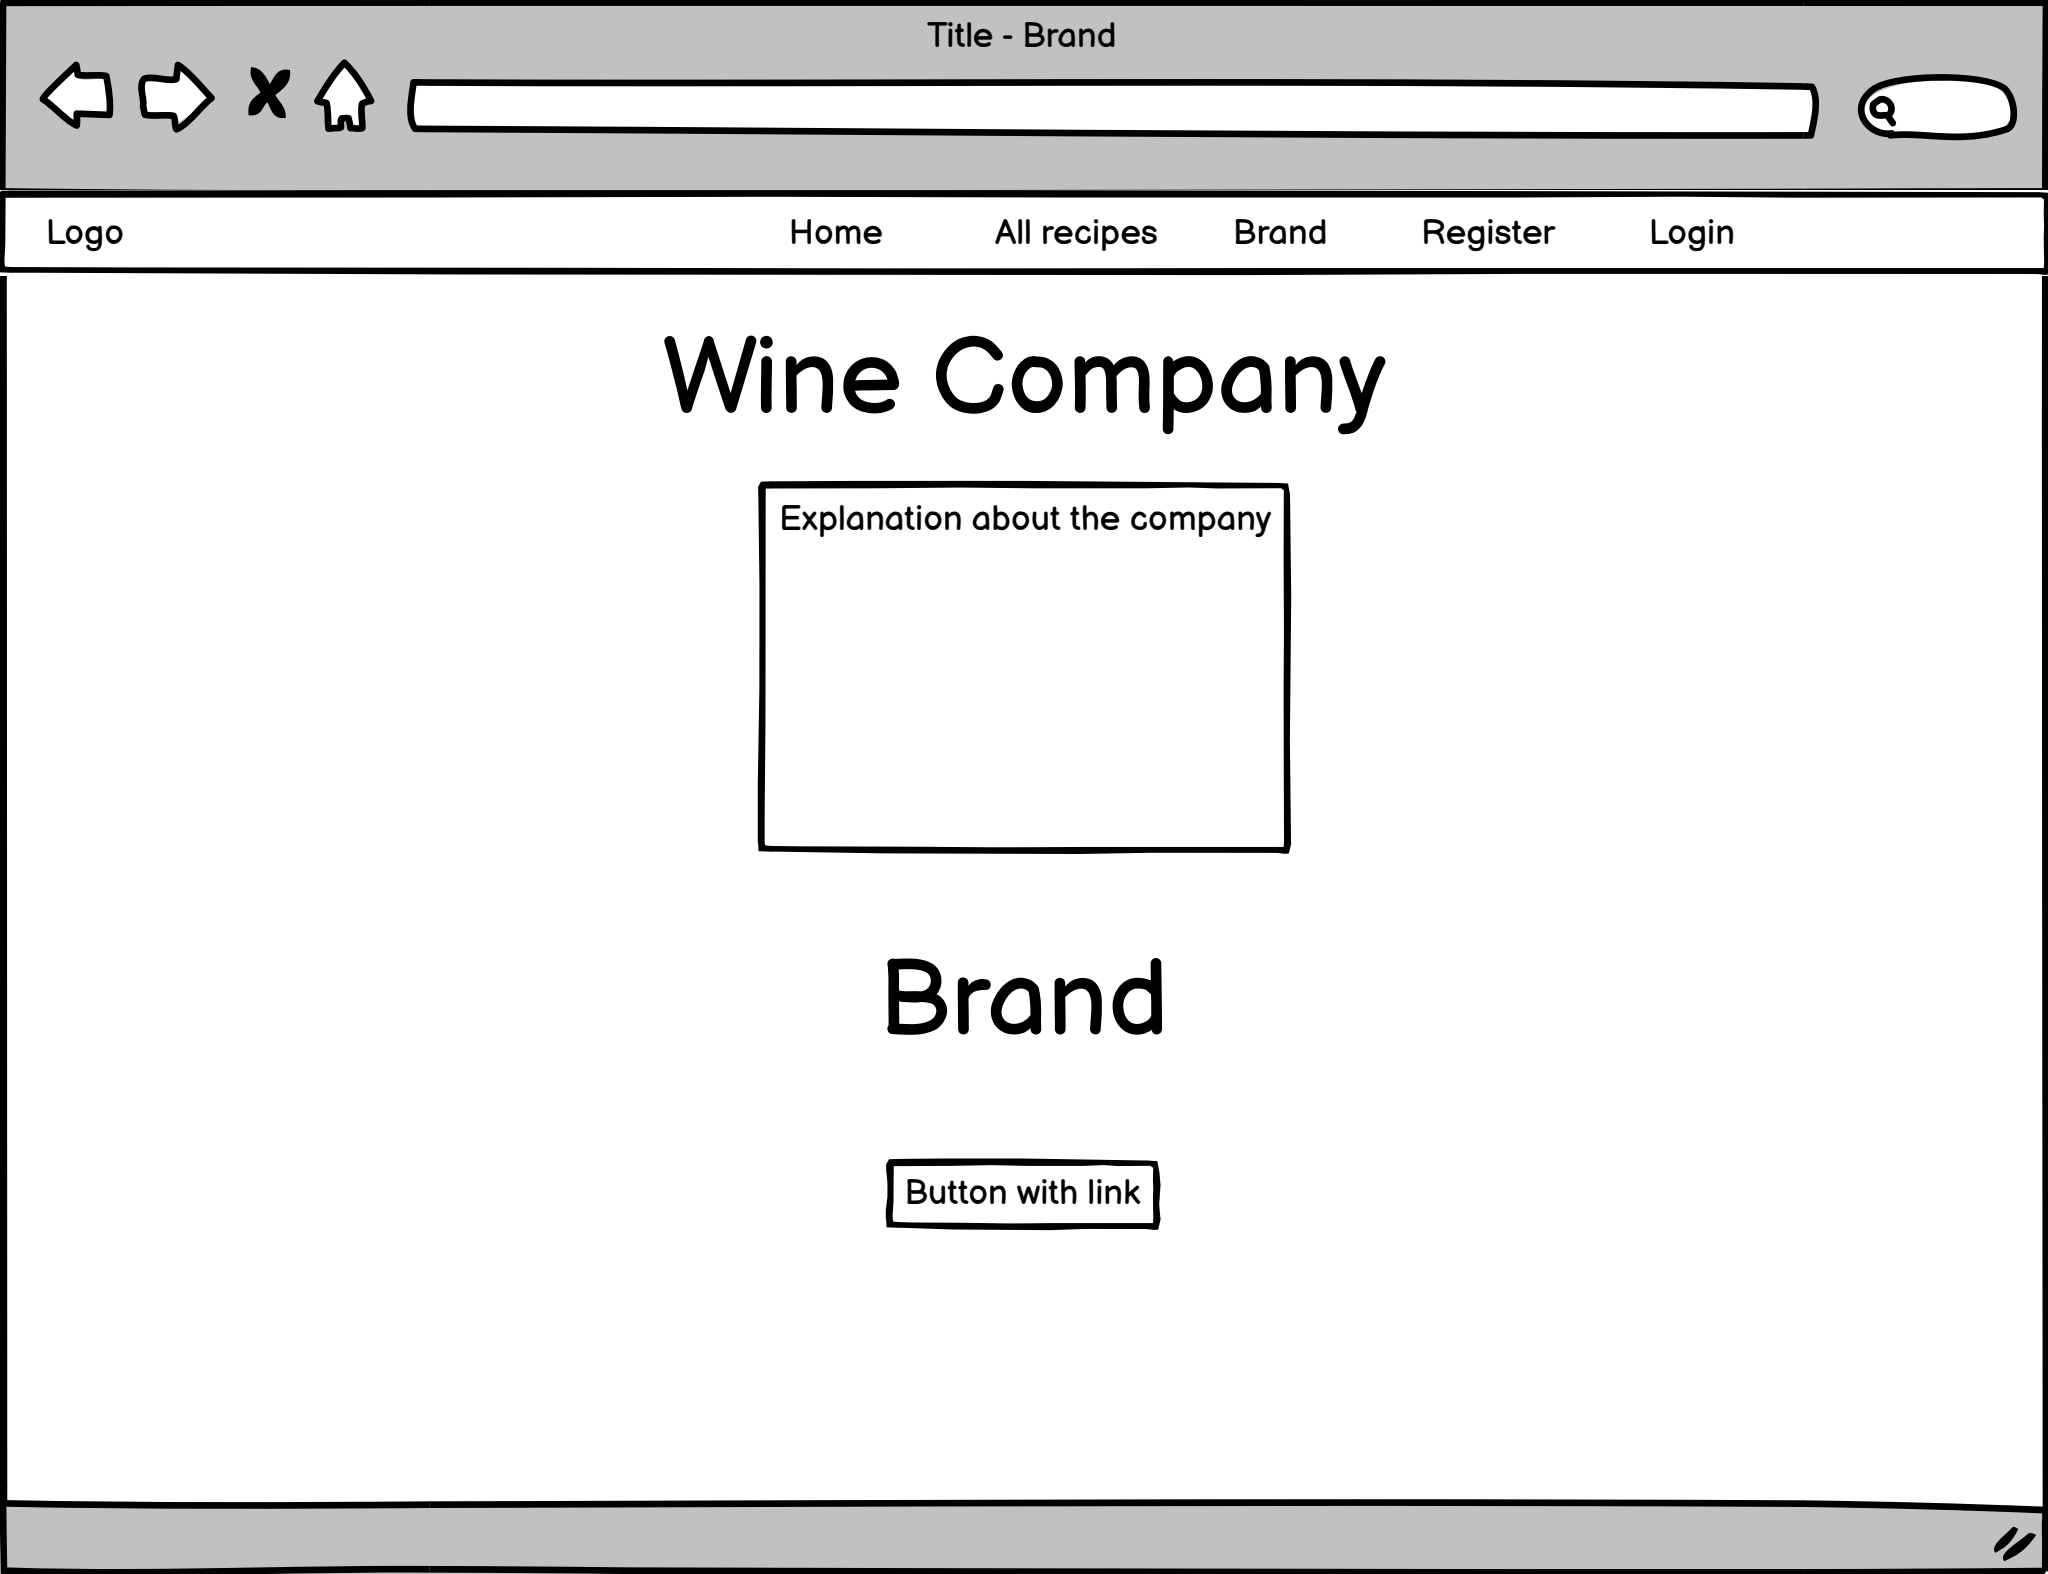 Title - Brand
Logo Home All recipes Brand Register Login
Wine Company
Explanation about the company
Brand
Button with link